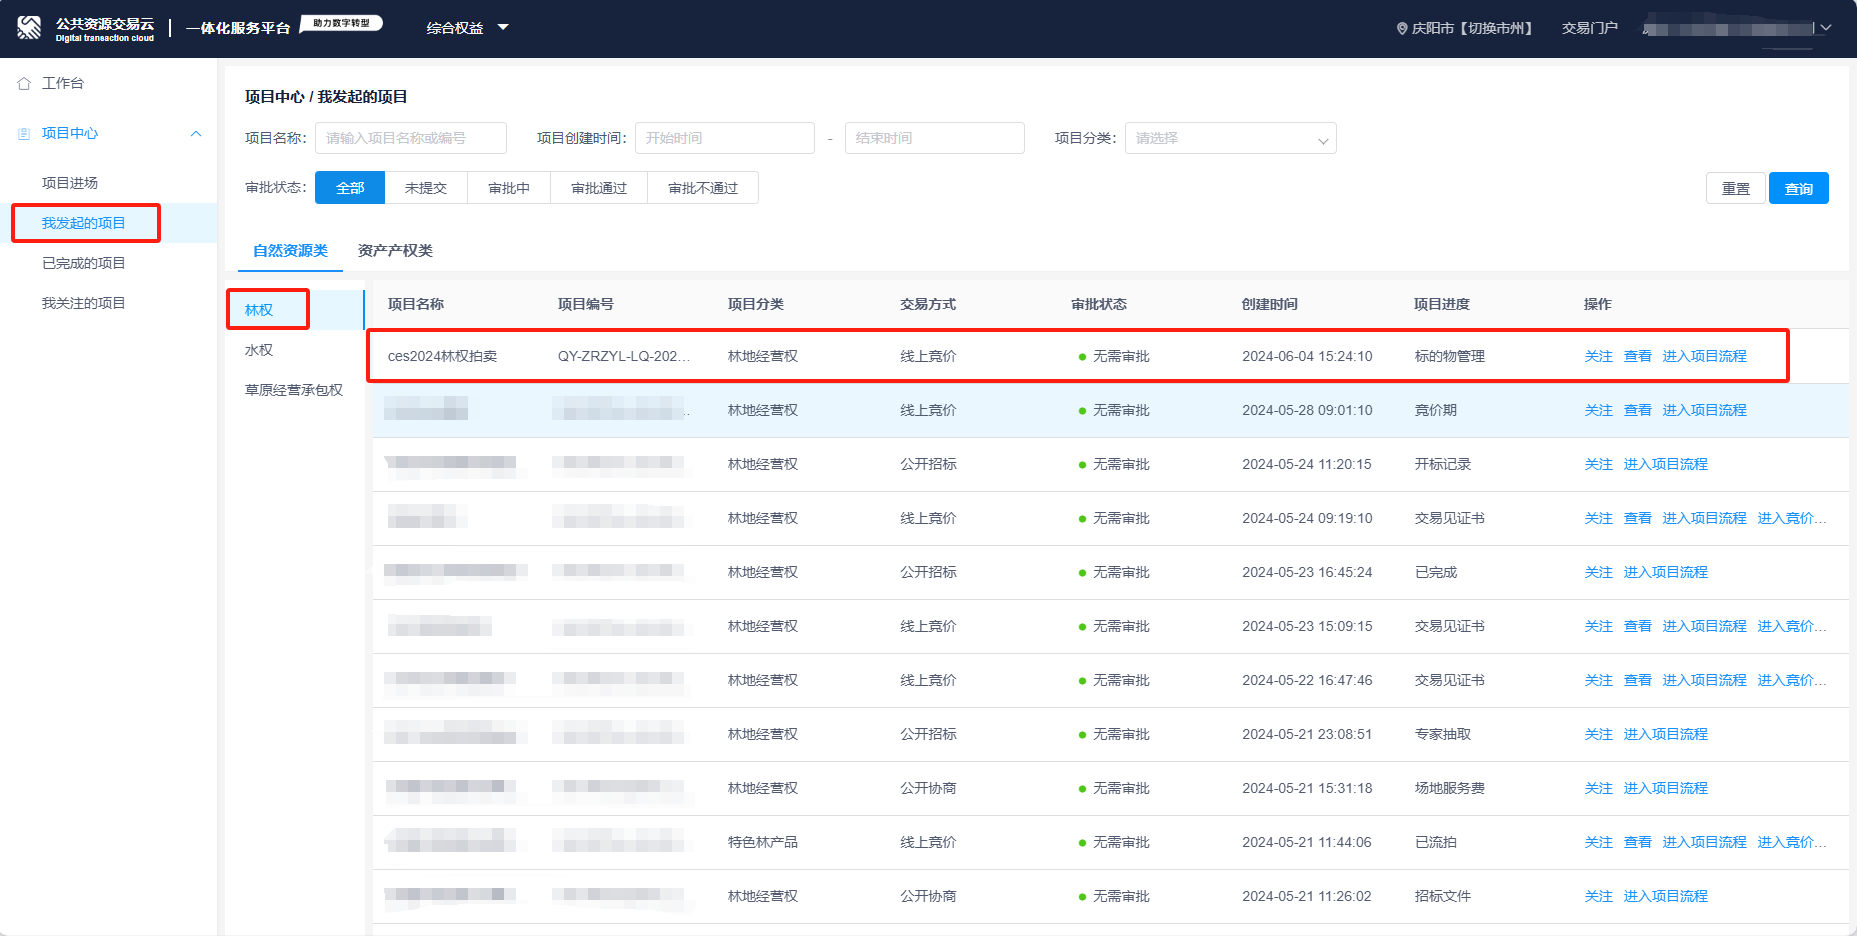 公共资源交易云
Digital transaction cloud
一体化服务平台
助力数字转型
综合权益
庆阳市【切换市州】
交易门户
工作台
项目中心
项目进场
我发起的项目
已完成的项目
我关注的项目
项目中心 / 我发起的项目
项目名称: 请输入项目名称或编号 项目创建时间: 开始时间 - 结束时间 项目分类: 请选择
审批状态: 全部 未提交 审批中 审批通过 审批不通过 重置 查询
自然资源类 资产产权类
林权
水权
草原经营承包权
项目名称 项目编号 项目分类 交易方式 审批状态 创建时间 项目进度 操作
ces2024林权拍卖 QY-ZRZYL-LQ-202... 林地经营权 线上竞价 无需审批 2024-06-04 15:24:10 标的物管理 关注 查看 进入项目流程
林地经营权 线上竞价 无需审批 2024-05-28 09:01:10 竞价期 关注 查看 进入项目流程
林地经营权 公开招标 无需审批 2024-05-24 11:20:15 开标记录 关注 进入项目流程
林地经营权 线上竞价 无需审批 2024-05-24 09:19:10 交易见证书 关注 查看 进入项目流程 进入竞价...
林地经营权 公开招标 无需审批 2024-05-23 16:45:24 已完成 关注 进入项目流程
林地经营权 线上竞价 无需审批 2024-05-23 15:09:15 交易见证书 关注 查看 进入项目流程 进入竞价...
林地经营权 线上竞价 无需审批 2024-05-22 16:47:46 交易见证书 关注 查看 进入项目流程 进入竞价...
林地经营权 公开招标 无需审批 2024-05-21 23:08:51 专家抽取 关注 进入项目流程
林地经营权 公开协商 无需审批 2024-05-21 15:31:18 场地服务费 关注 进入项目流程
特色林产品 线上竞价 无需审批 2024-05-21 11:44:06 已流拍 关注 查看 进入项目流程 进入竞价...
林地经营权 公开协商 无需审批 2024-05-21 11:26:02 招标文件 关注 进入项目流程